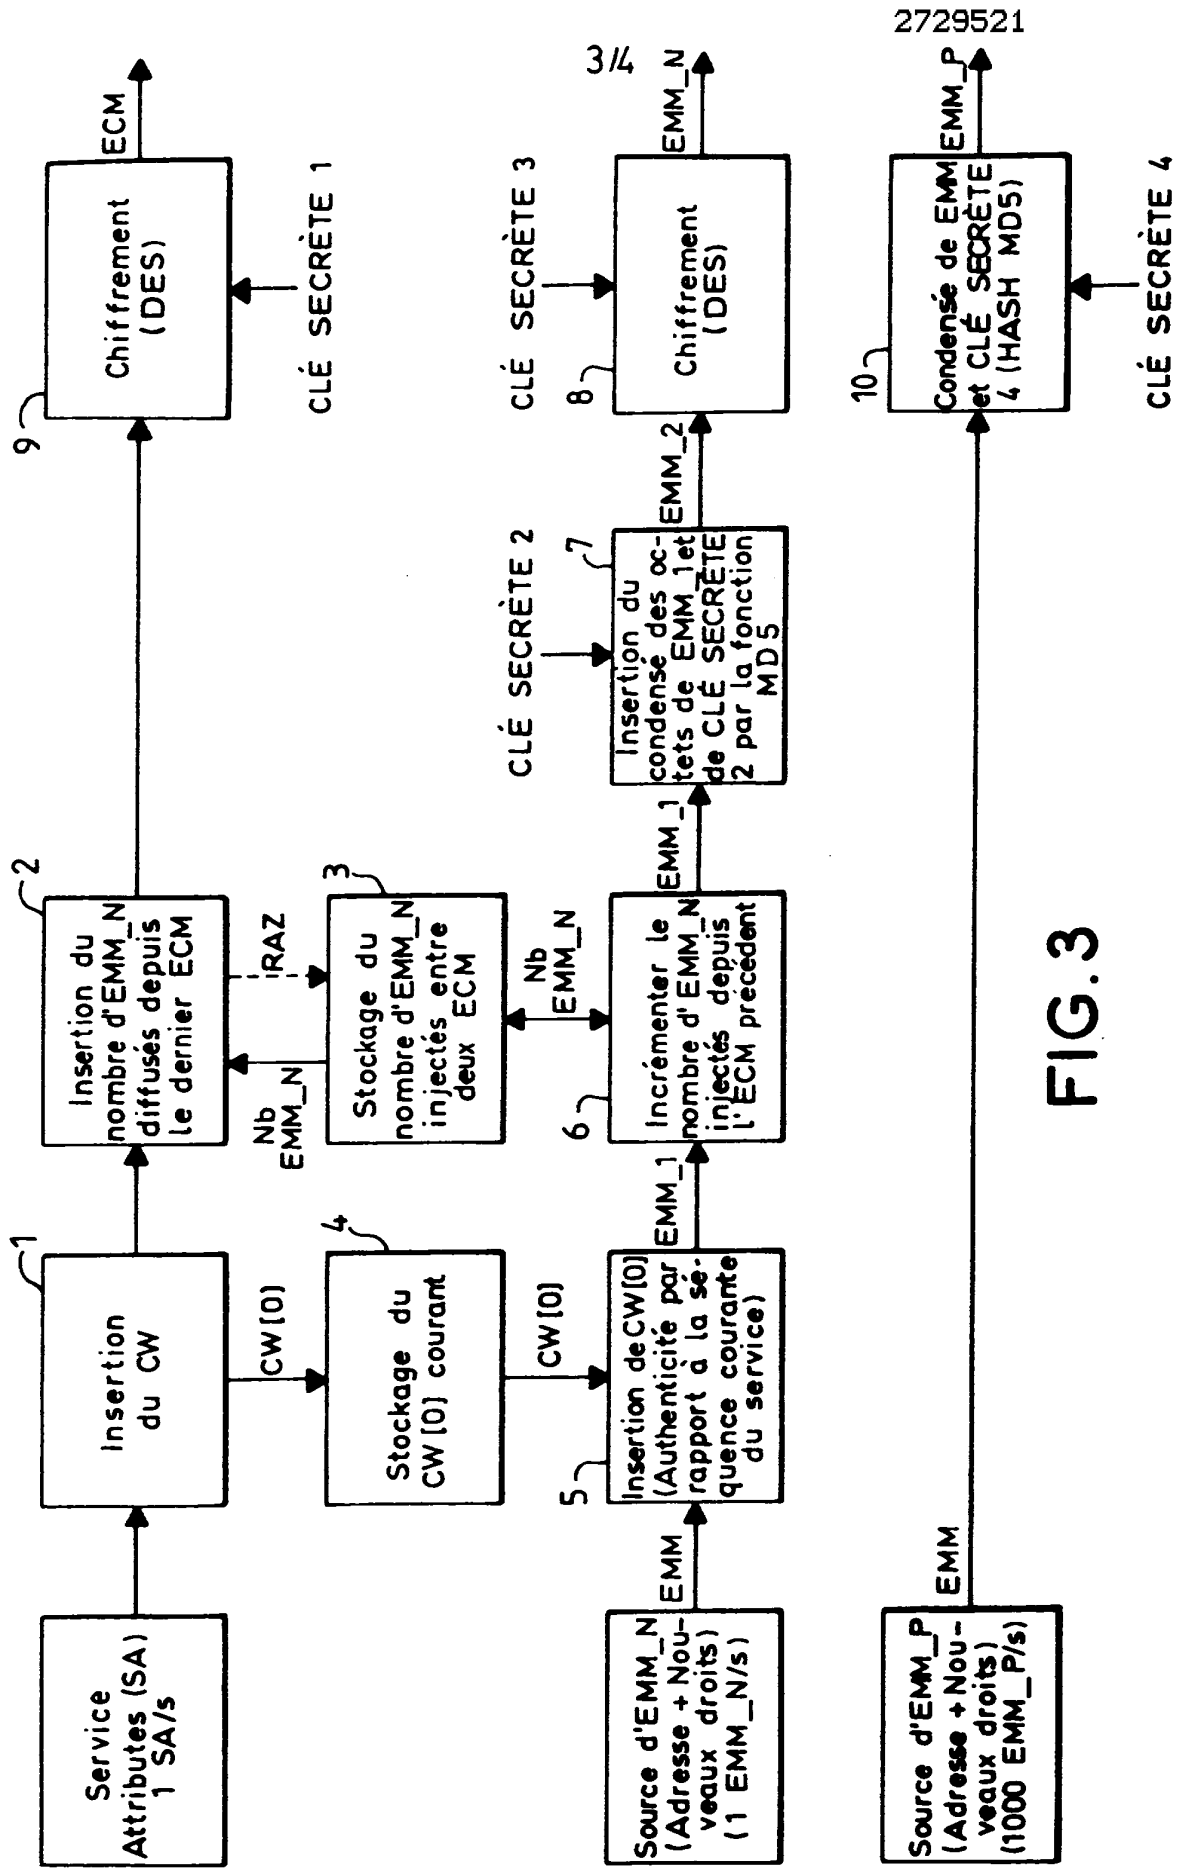 2729521
3/4
Service
Attributes (SA)
1 SA/s
1
Insertion
du CW
2
Insertion du
nombre d'EMM_N
diffusés depuis
le dernier ECM
9
Chiffrement
(DES)
ECM
CLÉ SECRÈTE 1
CW[0]
Nb
EMM_N
RAZ
4
Stockage du
CW[0] courant
3
Stockage du
nombre d'EMM_N
injectés entre
deux ECM
CW[0]
Nb
EMM_N
CLÉ SECRÈTE 2
CLÉ SECRÈTE 3
Source d'EMM_N
(Adresse + Nou-
veaux droits)
(1 EMM_N/s)
EMM
5
Insertion de CW[0]
(Authenticité par
rapport à la sé-
quence courante
du service)
EMM_1
6
Incrémenter le
nombre d'EMM_N
injectés depuis
l'ECM précédent
EMM_1
7
Insertion du
condensé des oc-
tets de EMM_1et
de CLÉ SECRÈTE
2 par la fonction
MD5
EMM_2
8
Chiffrement
(DES)
EMM_N
Source d'EMM_P
(Adresse + Nou-
veaux droits)
(1000 EMM_P/s)
EMM
10
Condensé de EMM
et CLÉ SECRÈTE
4 (HASH MD5)
EMM_P
CLÉ SECRÈTE 4
FIG.3